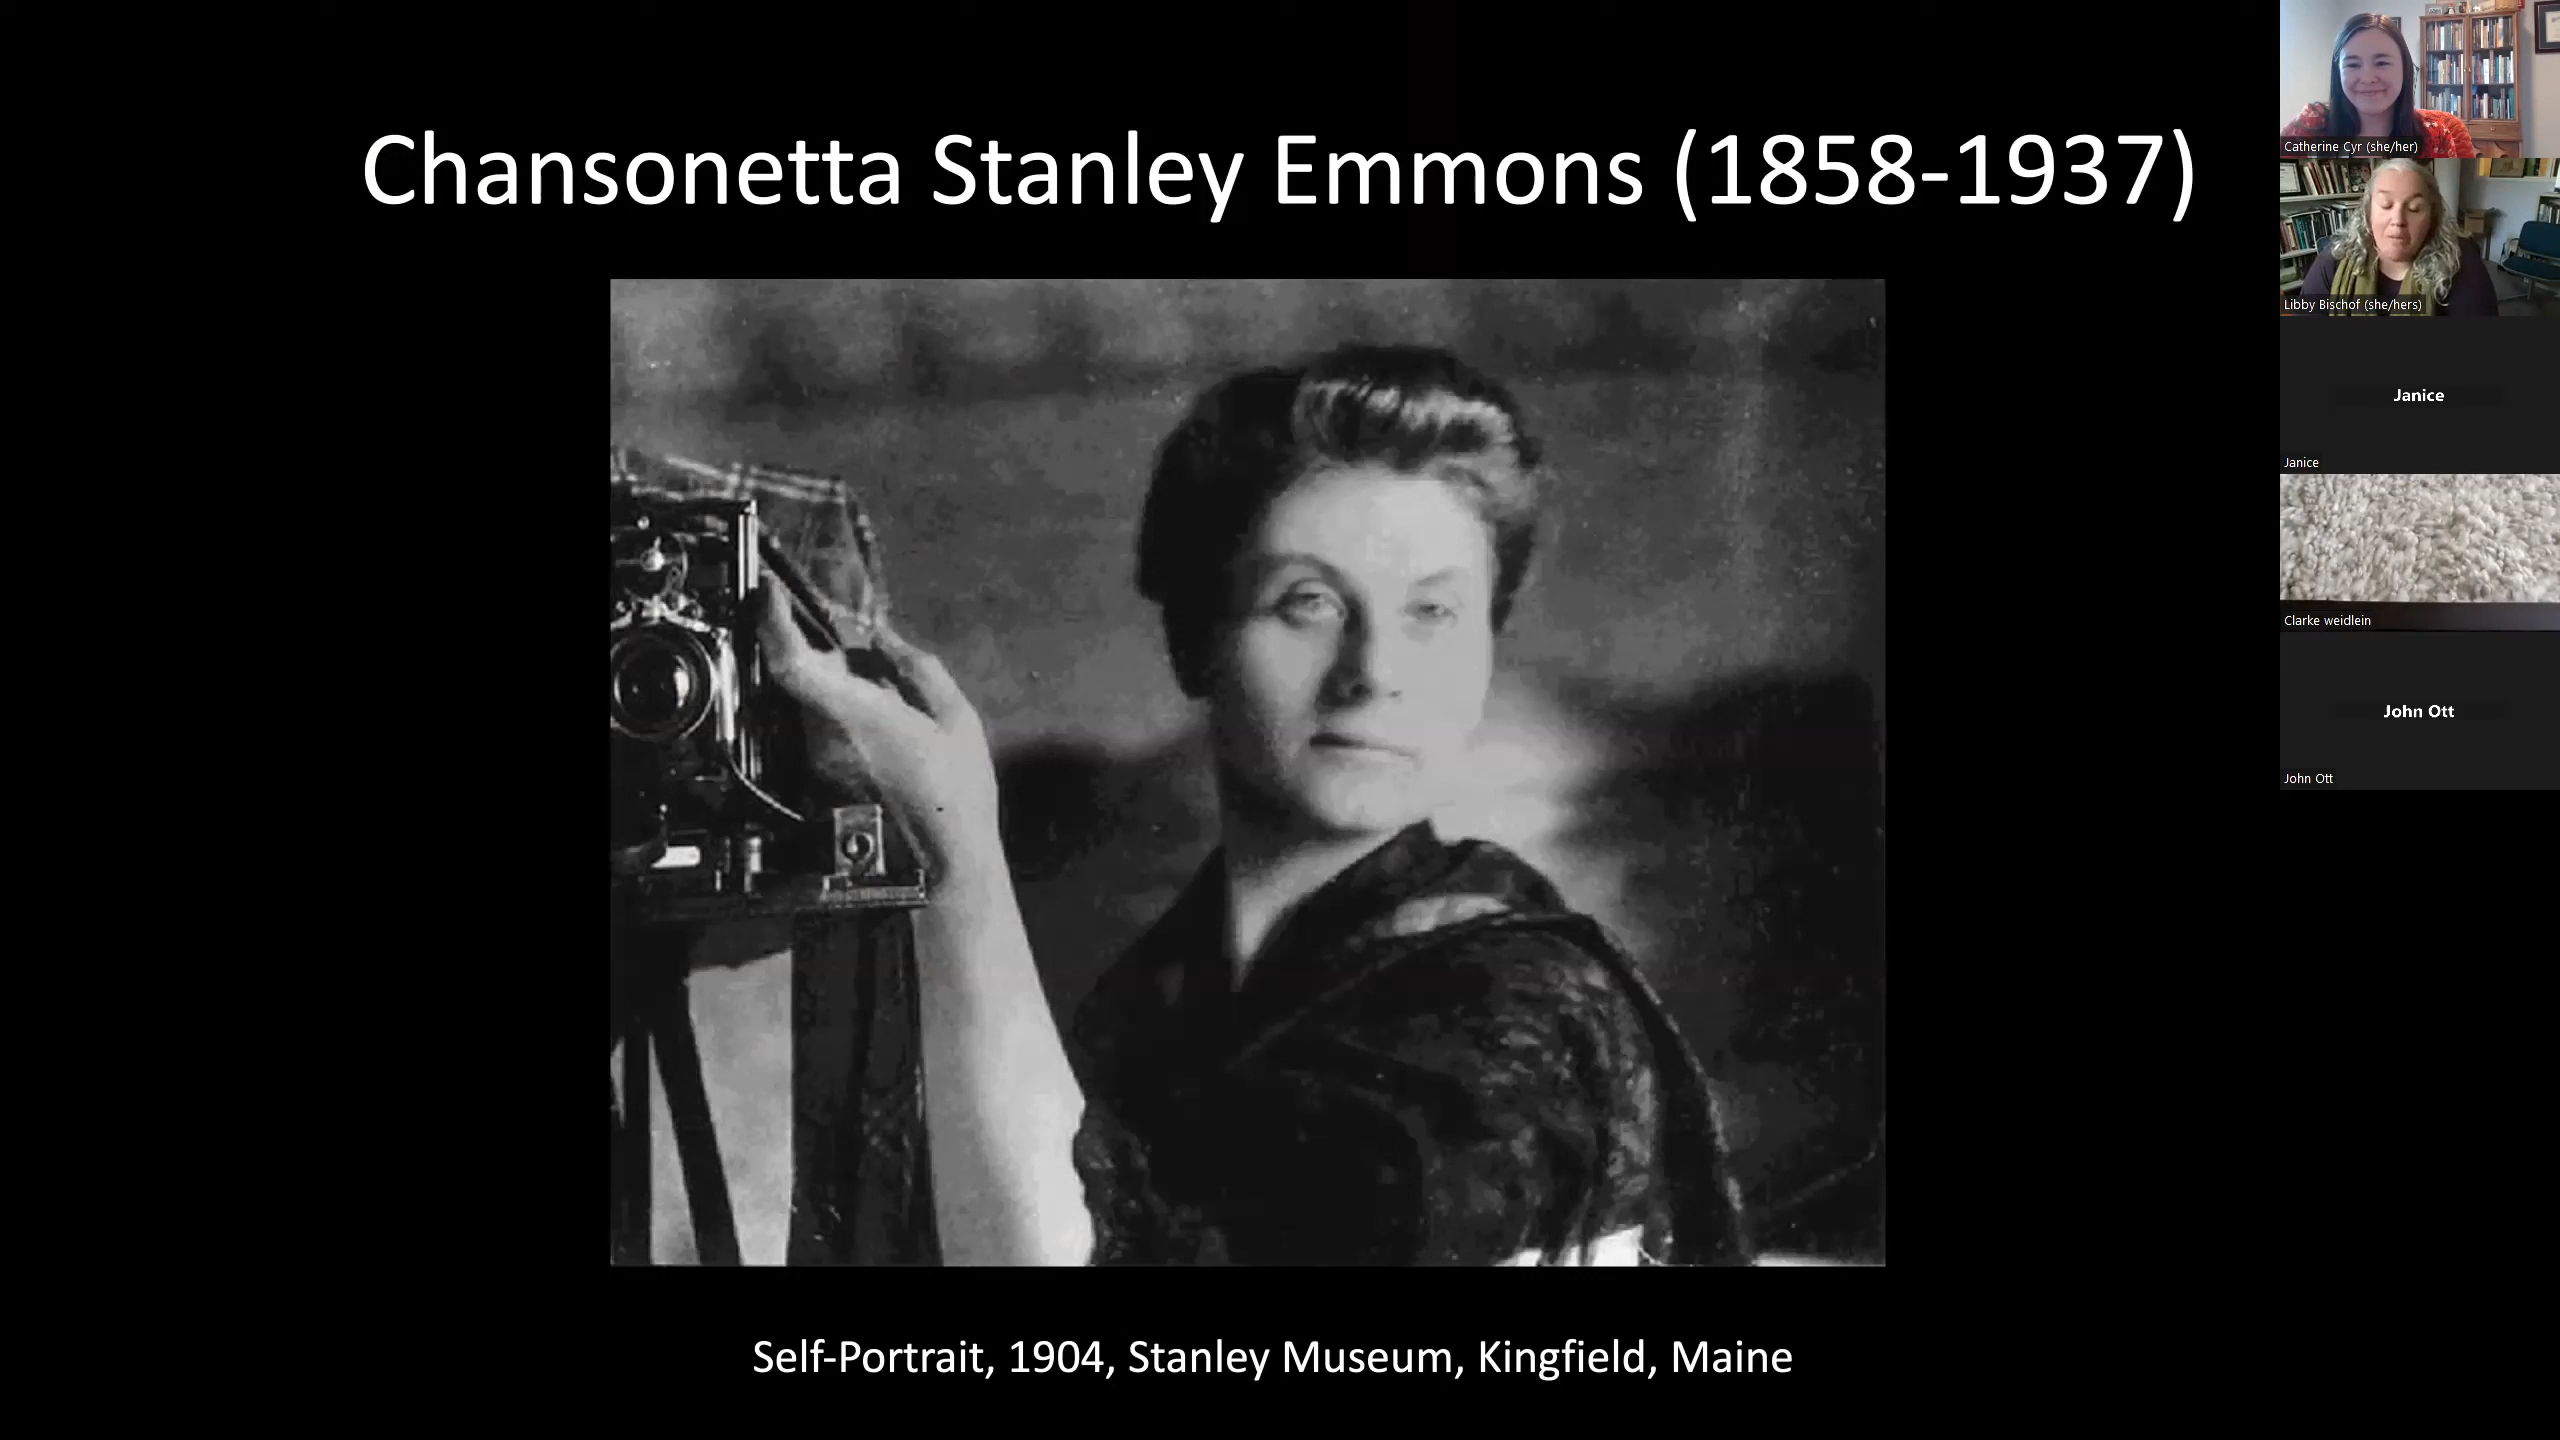 Chansonetta Stanley Emmons (1858-1937)
Self-Portrait, 1904, Stanley Museum, Kingfield, Maine
Catherine Cyr (she/her)
Libby Bischof (she/hers)
Janice
Janice
Clarke weidlein
John Ott
John Ott